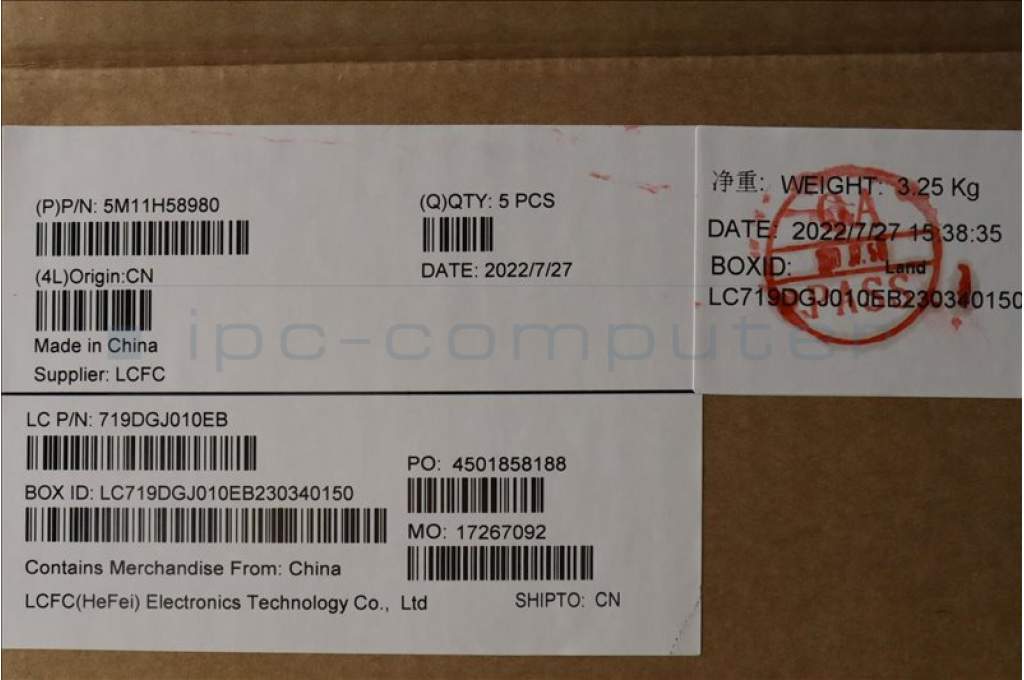 (P)P/N: 5M11H58980
(Q)QTY: 5 PCS
(4L)Origin:CN
DATE: 2022/7/27
Made in China
Supplier: LCFC
净重: WEIGHT: 3.25 Kg
DATE: 2022/7/27 15:38:35
BOXID: Land
LC719DGJ010EB230340150
QA
PASS
ipc-computer
LC P/N: 719DGJ010EB
PO: 4501858188
BOX ID: LC719DGJ010EB230340150
MO: 17267092
Contains Merchandise From: China
LCFC(HeFei) Electronics Technology Co., Ltd
SHIPTO: CN